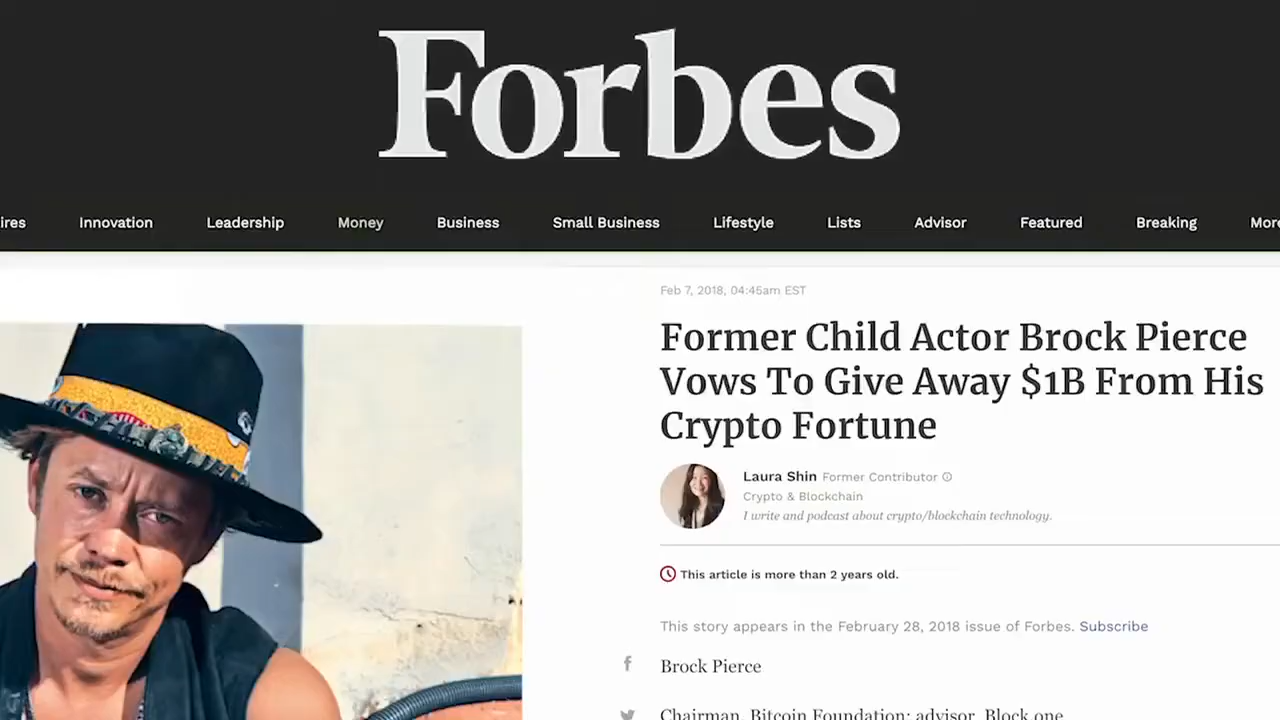 Forbes
ires Innovation Leadership Money Business Small Business Lifestyle Lists Advisor Featured Breaking More
Feb 7, 2018, 04:45am EST
Former Child Actor Brock Pierce
Vows To Give Away $1B From His
Crypto Fortune
Laura Shin Former Contributor
Crypto & Blockchain
I write and podcast about crypto/blockchain technology.
This article is more than 2 years old.
This story appears in the February 28, 2018 issue of Forbes. Subscribe
Brock Pierce
Chairman, Bitcoin Foundation; advisor, Block.one